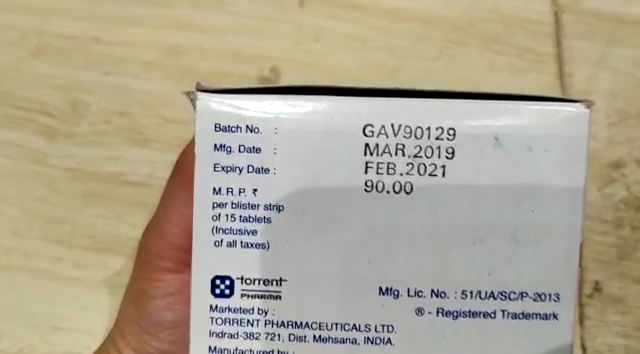 Batch No. : GAV90129
Mfg. Date : MAR.2019
Expiry Date : FEB.2021
M.R.P. ₹ 90.00
per blister strip
of 15 tablets
(Inclusive
of all taxes)
torrent
PHARMA
Mfg. Lic. No. : 51/UA/SC/P-2013
® - Registered Trademark
Marketed by :
TORRENT PHARMACEUTICALS LTD.
Indrad-382 721, Dist. Mehsana, INDIA.
Manufactured by :